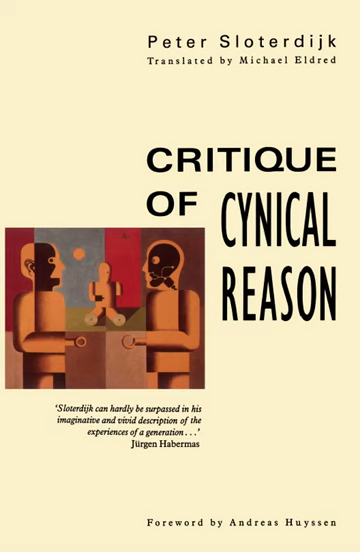 Peter Sloterdijk
Translated by Michael Eldred
CRITIQUE
OF CYNICAL
REASON
'Sloterdijk can hardly be surpassed in his
imaginative and vivid description of the
experiences of a generation . . .'
Jürgen Habermas
Foreword by Andreas Huyssen